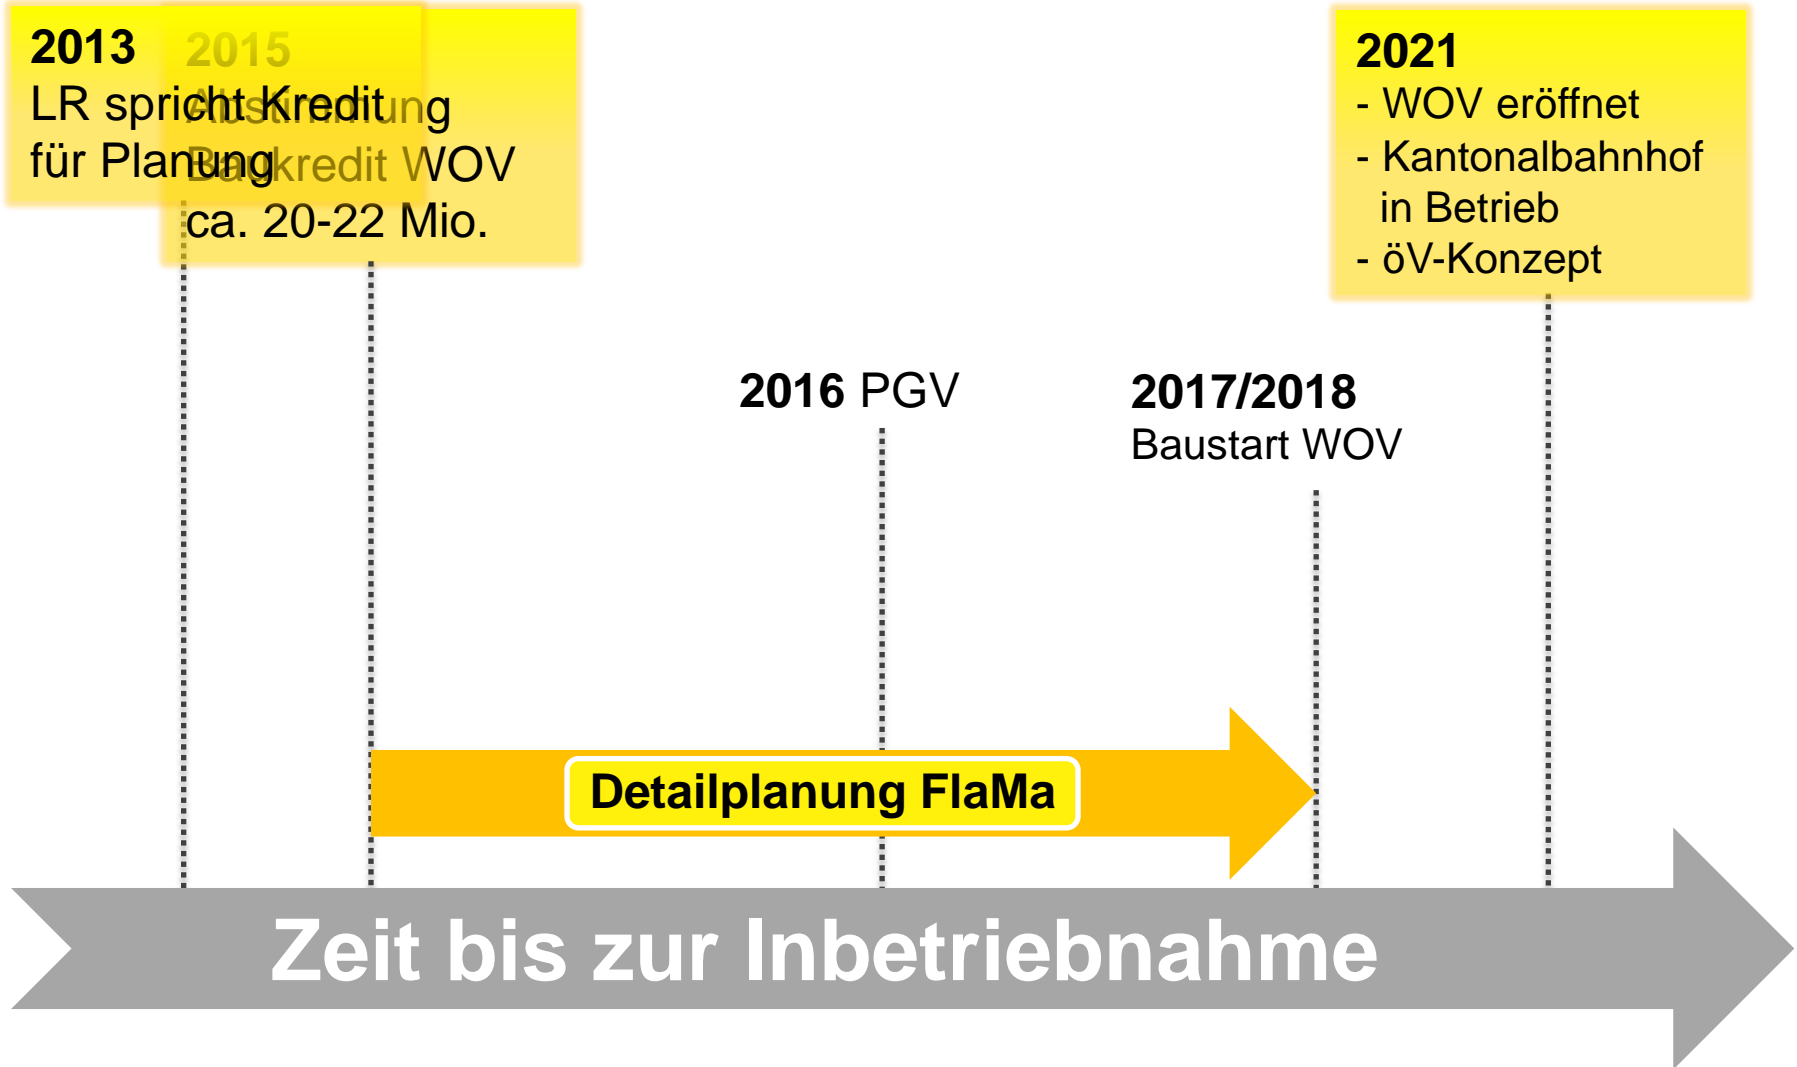 2013
LR spricht Kredit
für Planung
2015
Abstimmung
Baukredit WOV
ca. 20-22 Mio.
2021
- WOV eröffnet
- Kantonalbahnhof
in Betrieb
- öV-Konzept
2016 PGV
2017/2018
Baustart WOV
Detailplanung FlaMa
Zeit bis zur Inbetriebnahme